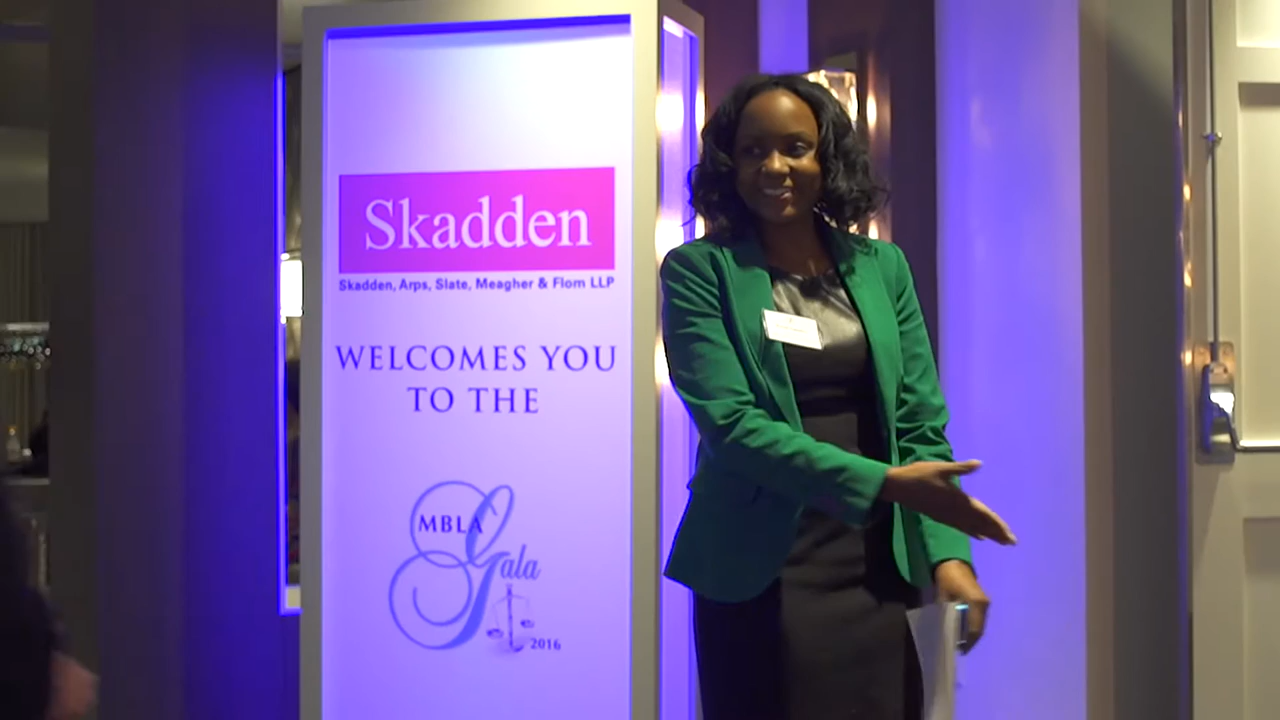 Skadden
Skadden, Arps, Slate, Meagher & Flom LLP
WELCOMES YOU
TO THE
MBLA
Gala
2016